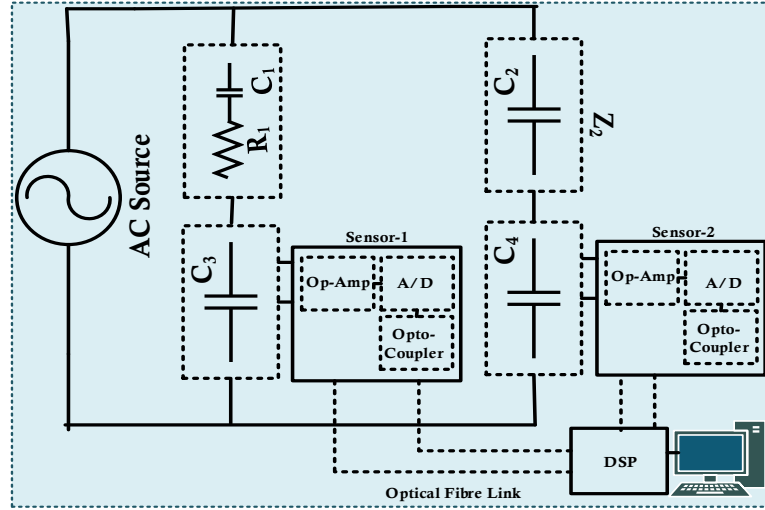 AC Source
C1
R1
C2
Z2
C3
Sensor-1
Op-Amp
A/D
Opto-
Coupler
C4
Sensor-2
Op-Amp
A/D
Opto-
Coupler
DSP
Optical Fibre Link